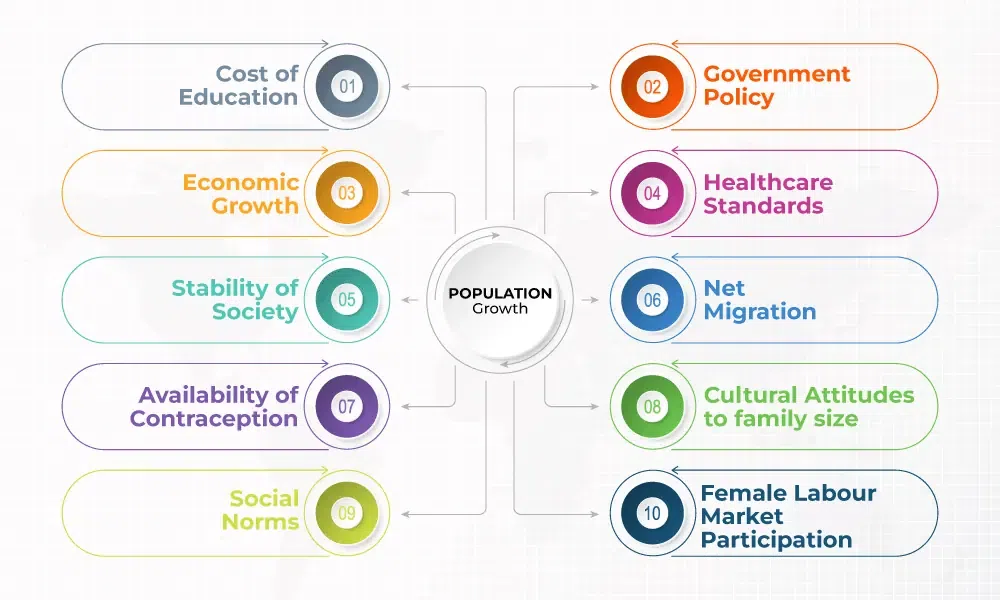 Cost of
Education
01
02
Government
Policy
Economic
Growth
03
04
Healthcare
Standards
Stability of
Society
05
POPULATION
Growth
06
Net
Migration
Availability of
Contraception
07
08
Cultural Attitudes
to family size
Social
Norms
09
10
Female Labour
Market
Participation